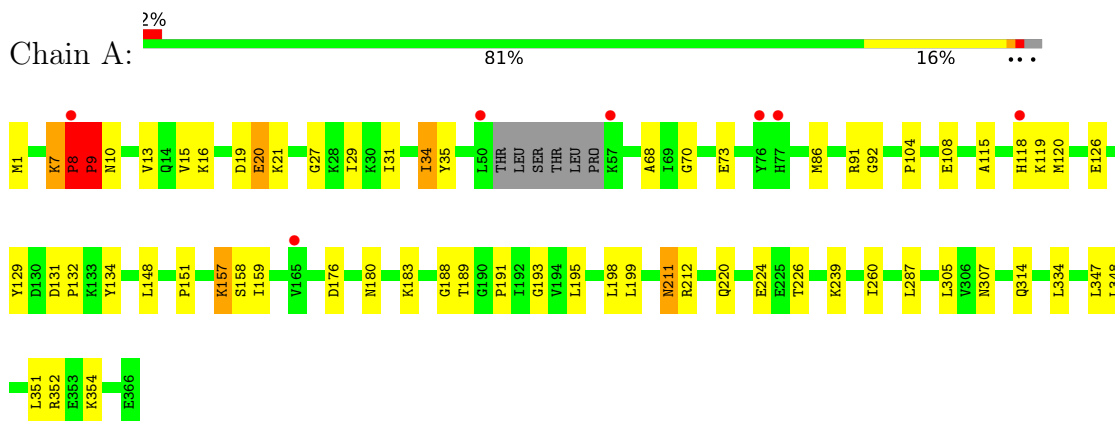 2%
Chain A:
81% 16% •• •
M1 K7 P8 P9 N10 V13 Q14 V15 K16 D19 E20 K21 G27 K28 I29 K30 I31 I34 Y35 L50 THR LEU SER THR LEU PRO K57 A68 I69 G70 E73 Y76 H77 M86 R91 G92 P104 E108 A115 H118 K119 M120 E126
Y129 D130 D131 P132 K133 Y134 L148 P151 K157 S158 I159 V165 D176 N180 K183 G188 T189 G190 P191 I192 G193 V194 L195 L198 L199 N211 R212 Q220 E224 E225 T226 K239 I260 L287 L305 V306 N307 Q314 L334 L347 L348
L351 R352 E353 K354 E366